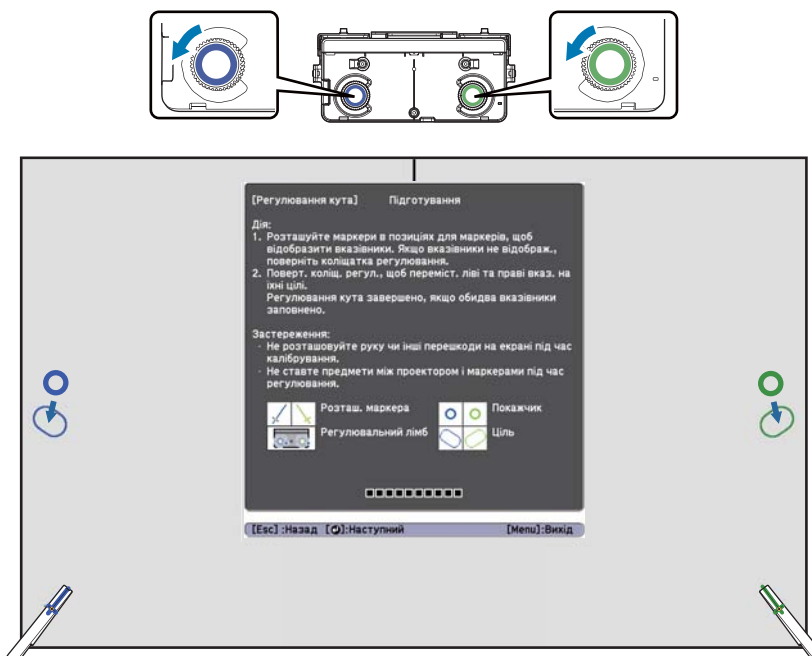 [Регулювання кута] Підготування
Дія:
1. Розташуйте маркери в позиціях для маркерів, щоб
відобразити вказівники. Якщо вказівники не відображ.,
поверніть коліщатка регулювання.
2. Поверт. коліщ. регул., щоб переміст. ліві та праві вказ. на
їхні цілі.
Регулювання кута завершено, якщо обидва вказівники
заповнено.
Застереження:
· Не розташовуйте руку чи інші перешкоди на екрані під час
калібрування.
· Не ставте предмети між проектором і маркерами під час
регулювання.
Розташ. маркера Покажчик
Регулювальний лімб Ціль
[Esc] :Назад [↵]:Наступний [Menu]:Вихід